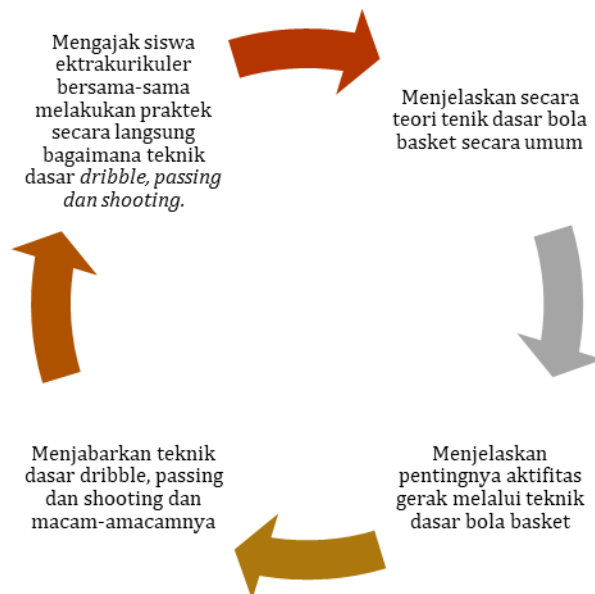 Mengajak siswa
ektrakurikuler
bersama-sama
melakukan praktek
secara langsung
bagaimana teknik
dasar dribble, passing
dan shooting.
Menjelaskan secara
teori tenik dasar bola
basket secara umum
Menjelaskan
pentingnya aktifitas
gerak melalui teknik
dasar bola basket
Menjabarkan teknik
dasar dribble, passing
dan shooting dan
macam-amacamnya